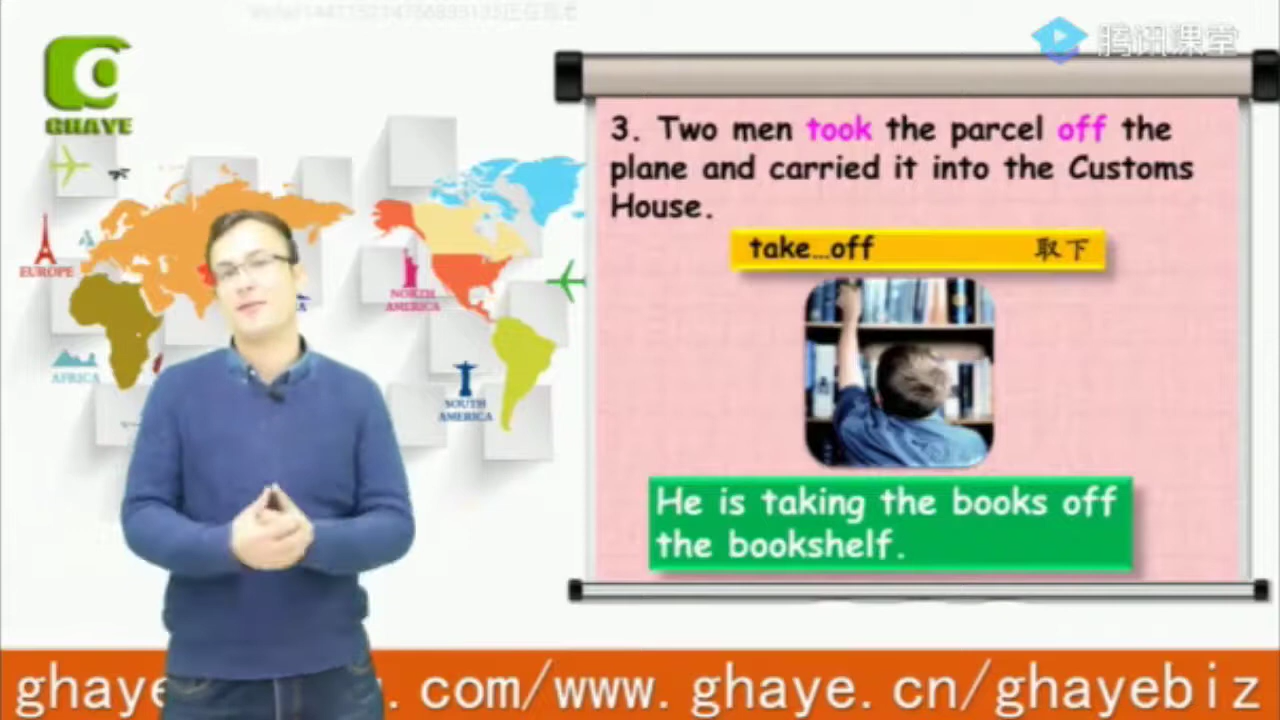 腾讯课堂
GHAYE
3. Two men took the parcel off the
plane and carried it into the Customs
House.
take...off 取下
EUROPE
NORTH
AMERICA
AFRICA
SOUTH
AMERICA
He is taking the books off
the bookshelf.
ghaye .com/www.ghaye.cn/ghayebiz